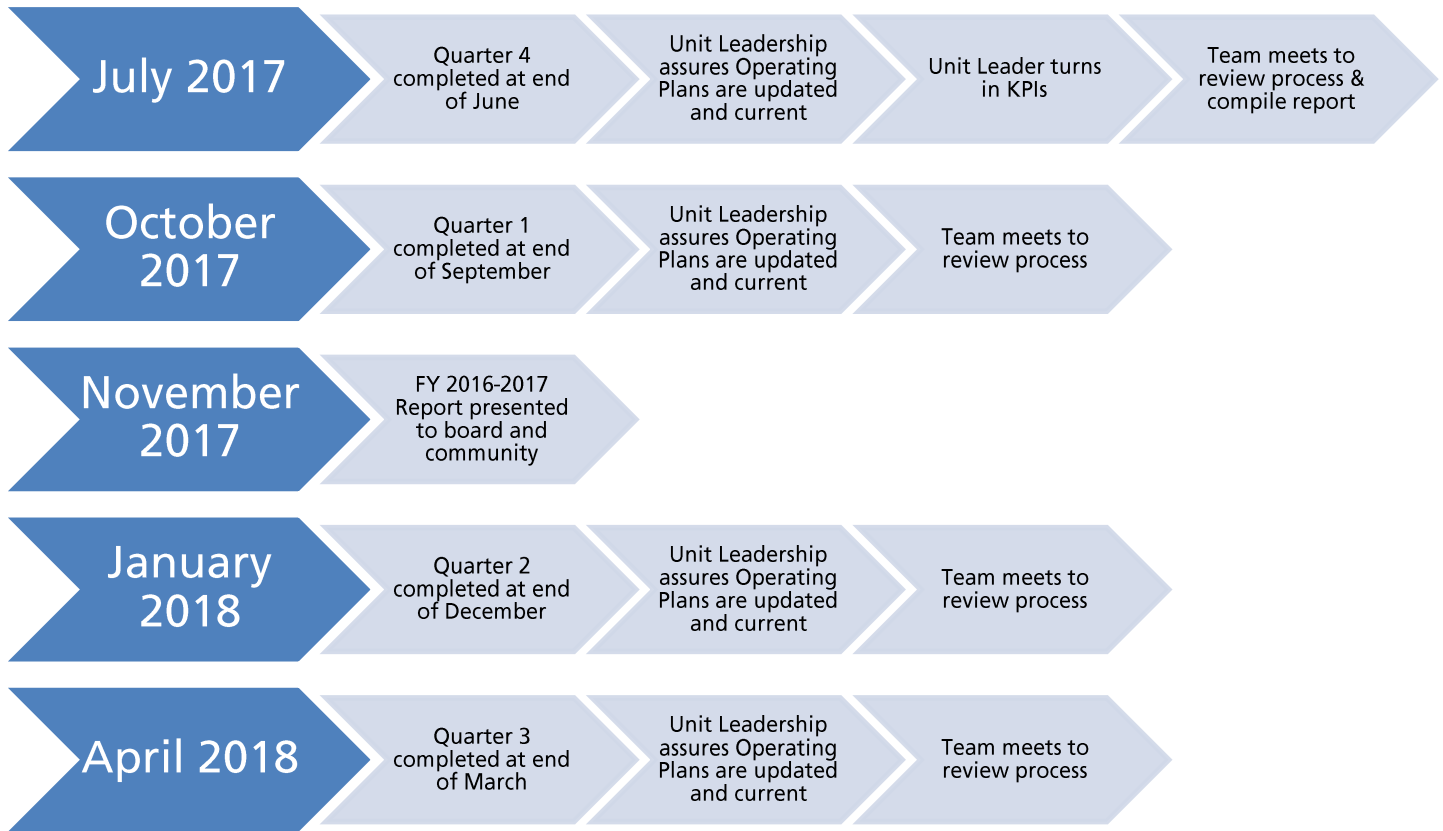 July 2017
Quarter 4
completed at end
of June
Unit Leadership
assures Operating
Plans are updated
and current
Unit Leader turns
in KPIs
Team meets to
review process &
compile report
October
2017
Quarter 1
completed at end
of September
Unit Leadership
assures Operating
Plans are updated
and current
Team meets to
review process
November
2017
FY 2016-2017
Report presented
to board and
community
January
2018
Quarter 2
completed at end
of December
Unit Leadership
assures Operating
Plans are updated
and current
Team meets to
review process
April 2018
Quarter 3
completed at end
of March
Unit Leadership
assures Operating
Plans are updated
and current
Team meets to
review process